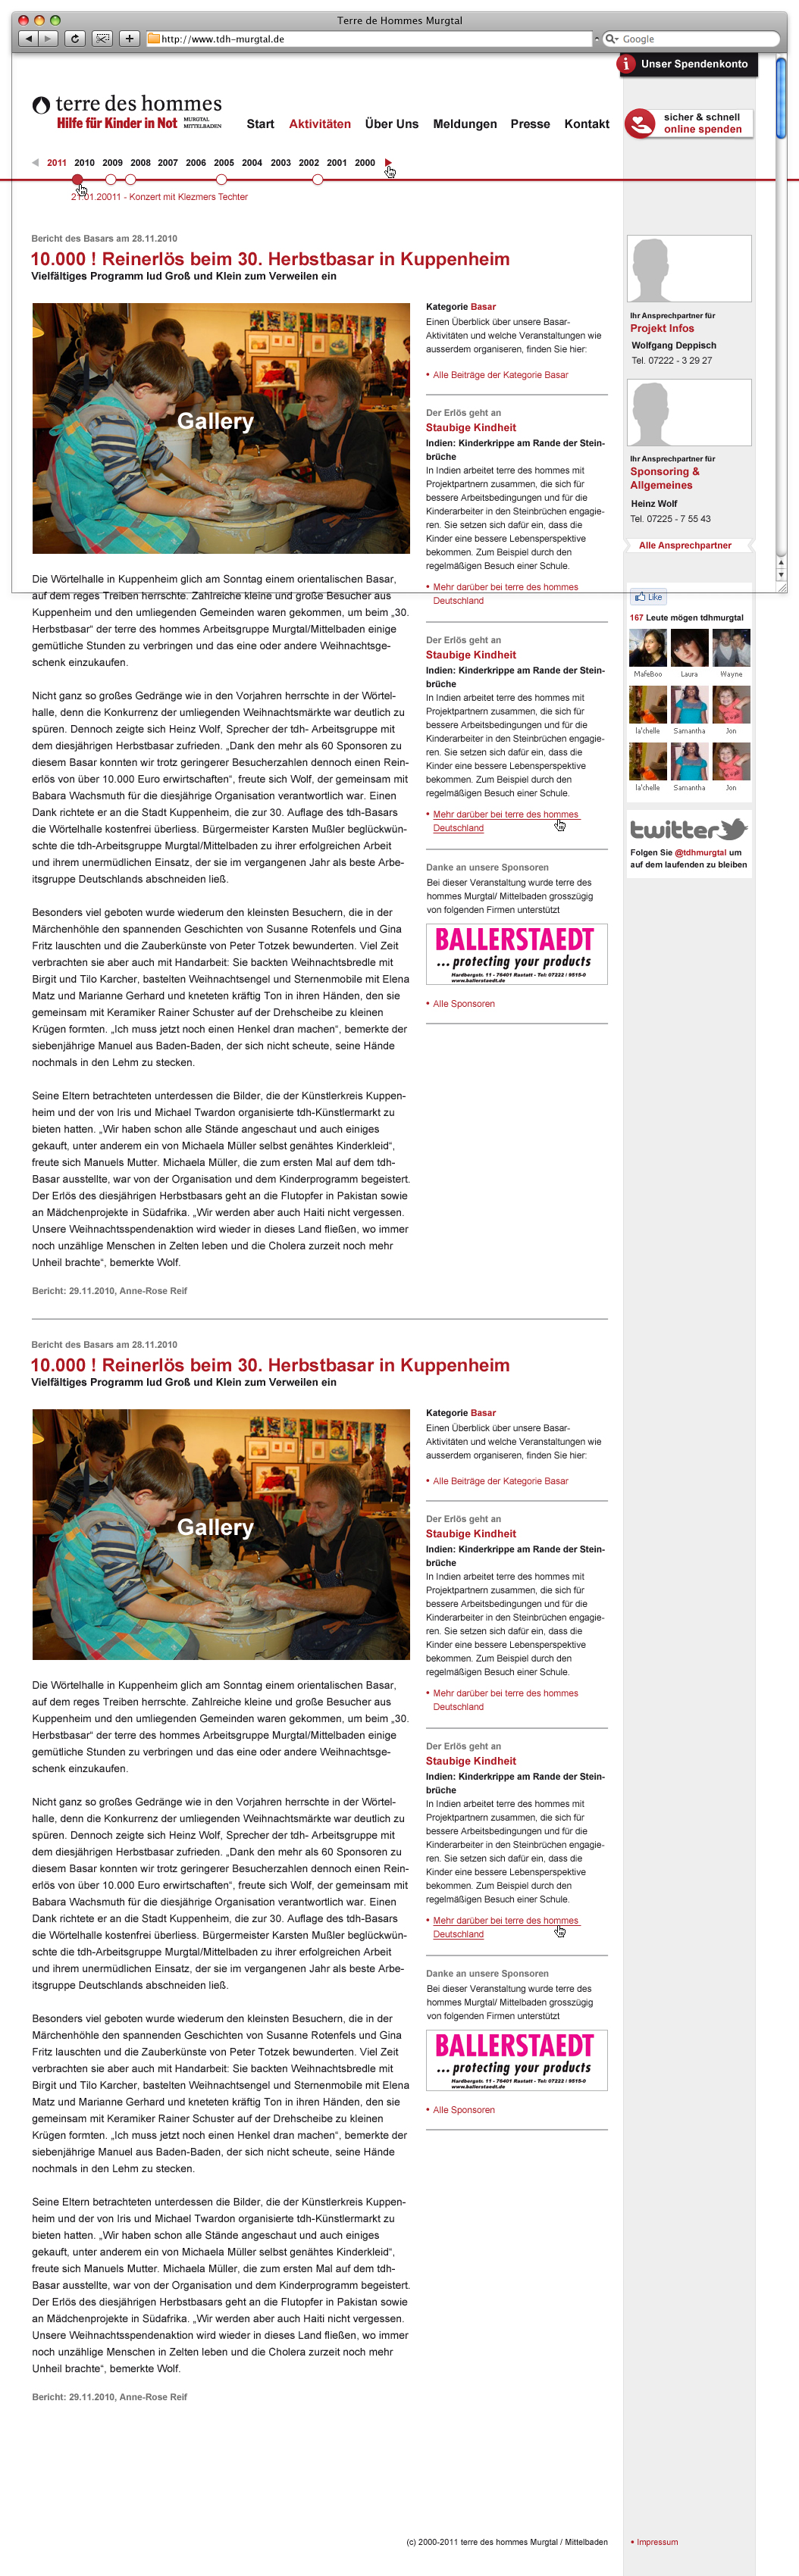 Terre de Hommes Murgtal
http://www.tdh-murgtal.de
Google
Unser Spendenkonto
terre des hommes
Hilfe für Kinder in Not
MURGTAL
MITTELBADEN
Start Aktivitäten Über Uns Meldungen Presse Kontakt
sicher & schnell
online spenden
2011 2010 2009 2008 2007 2006 2005 2004 2003 2002 2001 2000
.01.20011 - Konzert mit Klezmers Techter
Bericht des Basars am 28.11.2010
10.000 ! Reinerlös beim 30. Herbstbasar in Kuppenheim
Vielfältiges Programm lud Groß und Klein zum Verweilen ein
Gallery
Die Wörtelhalle in Kuppenheim glich am Sonntag einem orientalischen Basar,
auf dem reges Treiben herrschte. Zahlreiche kleine und große Besucher aus
Kuppenheim und den umliegenden Gemeinden waren gekommen, um beim „30.
Herbstbasar“ der terre des hommes Arbeitsgruppe Murgtal/Mittelbaden einige
gemütliche Stunden zu verbringen und das eine oder andere Weihnachtsge-
schenk einzukaufen.
Nicht ganz so großes Gedränge wie in den Vorjahren herrschte in der Wörtel-
halle, denn die Konkurrenz der umliegenden Weihnachtsmärkte war deutlich zu
spüren. Dennoch zeigte sich Heinz Wolf, Sprecher der tdh- Arbeitsgruppe mit
dem diesjährigen Herbstbasar zufrieden. „Dank den mehr als 60 Sponsoren zu
diesem Basar konnten wir trotz geringerer Besucherzahlen dennoch einen Rein-
erlös von über 10.000 Euro erwirtschaften“, freute sich Wolf, der gemeinsam mit
Babara Wachsmuth für die diesjährige Organisation verantwortlich war. Einen
Dank richtete er an die Stadt Kuppenheim, die zur 30. Auflage des tdh-Basars
die Wörtelhalle kostenfrei überliess. Bürgermeister Karsten Mußler beglückwün-
schte die tdh-Arbeitsgruppe Murgtal/Mittelbaden zu ihrer erfolgreichen Arbeit
und ihrem unermüdlichen Einsatz, der sie im vergangenen Jahr als beste Arbe-
itsgruppe Deutschlands abschneiden ließ.
Besonders viel geboten wurde wiederum den kleinsten Besuchern, die in der
Märchenhöhle den spannenden Geschichten von Susanne Rotenfels und Gina
Fritz lauschten und die Zauberkünste von Peter Totzek bewunderten. Viel Zeit
verbrachten sie aber auch mit Handarbeit: Sie backten Weihnachtsbredle mit
Birgit und Tilo Karcher, bastelten Weihnachtsengel und Sternenmobile mit Elena
Matz und Marianne Gerhard und kneteten kräftig Ton in ihren Händen, den sie
gemeinsam mit Keramiker Rainer Schuster auf der Drehscheibe zu kleinen
Krügen formten. „Ich muss jetzt noch einen Henkel dran machen“, bemerkte der
siebenjährige Manuel aus Baden-Baden, der sich nicht scheute, seine Hände
nochmals in den Lehm zu stecken.
Seine Eltern betrachteten unterdessen die Bilder, die der Künstlerkreis Kuppen-
heim und der von Iris und Michael Twardon organisierte tdh-Künstlermarkt zu
bieten hatten. „Wir haben schon alle Stände angeschaut und auch einiges
gekauft, unter anderem ein von Michaela Müller selbst genähtes Kinderkleid“,
freute sich Manuels Mutter. Michaela Müller, die zum ersten Mal auf dem tdh-
Basar ausstellte, war von der Organisation und dem Kinderprogramm begeistert.
Der Erlös des diesjährigen Herbstbasars geht an die Flutopfer in Pakistan sowie
an Mädchenprojekte in Südafrika. „Wir werden aber auch Haiti nicht vergessen.
Unsere Weihnachtsspendenaktion wird wieder in dieses Land fließen, wo immer
noch unzählige Menschen in Zelten leben und die Cholera zurzeit noch mehr
Unheil brachte“, bemerkte Wolf.
Bericht: 29.11.2010, Anne-Rose Reif
Kategorie Basar
Einen Überblick über unsere Basar-
Aktivitäten und welche Veranstaltungen wie
ausserdem organiseren, finden Sie hier:
• Alle Beiträge der Kategorie Basar
Der Erlös geht an
Staubige Kindheit
Indien: Kinderkrippe am Rande der Stein-
brüche
In Indien arbeitet terre des hommes mit
Projektpartnern zusammen, die sich für
bessere Arbeitsbedingungen und für die
Kinderarbeiter in den Steinbrüchen engagie-
ren. Sie setzen sich dafür ein, dass die
Kinder eine bessere Lebensperspektive
bekommen. Zum Beispiel durch den
regelmäßigen Besuch einer Schule.
• Mehr darüber bei terre des hommes
Deutschland
Der Erlös geht an
Staubige Kindheit
Indien: Kinderkrippe am Rande der Stein-
brüche
In Indien arbeitet terre des hommes mit
Projektpartnern zusammen, die sich für
bessere Arbeitsbedingungen und für die
Kinderarbeiter in den Steinbrüchen engagie-
ren. Sie setzen sich dafür ein, dass die
Kinder eine bessere Lebensperspektive
bekommen. Zum Beispiel durch den
regelmäßigen Besuch einer Schule.
• Mehr darüber bei terre des hommes
Deutschland
Danke an unsere Sponsoren
Bei dieser Veranstaltung wurde terre des
hommes Murgtal/ Mittelbaden grosszügig
von folgenden Firmen unterstützt
BALLERSTAEDT
... protecting your products
Hardbergstr. 11 - 76401 Rastatt - Tel: 07222 / 9515-0
www.ballerstaedt.de
• Alle Sponsoren
Ihr Ansprechpartner für
Projekt Infos
Wolfgang Deppisch
Tel. 07222 - 3 29 27
Ihr Ansprechpartner für
Sponsoring &
Allgemeines
Heinz Wolf
Tel. 07225 - 7 55 43
Alle Ansprechpartner
Like
167 Leute mögen tdhmurgtal
MafeBoo Laura Wayne
la'chelle Samantha Jon
la'chelle Samantha Jon
twitter
Folgen Sie @tdhmurgtal um
auf dem laufenden zu bleiben
Bericht des Basars am 28.11.2010
10.000 ! Reinerlös beim 30. Herbstbasar in Kuppenheim
Vielfältiges Programm lud Groß und Klein zum Verweilen ein
Gallery
Die Wörtelhalle in Kuppenheim glich am Sonntag einem orientalischen Basar,
auf dem reges Treiben herrschte. Zahlreiche kleine und große Besucher aus
Kuppenheim und den umliegenden Gemeinden waren gekommen, um beim „30.
Herbstbasar“ der terre des hommes Arbeitsgruppe Murgtal/Mittelbaden einige
gemütliche Stunden zu verbringen und das eine oder andere Weihnachtsge-
schenk einzukaufen.
Nicht ganz so großes Gedränge wie in den Vorjahren herrschte in der Wörtel-
halle, denn die Konkurrenz der umliegenden Weihnachtsmärkte war deutlich zu
spüren. Dennoch zeigte sich Heinz Wolf, Sprecher der tdh- Arbeitsgruppe mit
dem diesjährigen Herbstbasar zufrieden. „Dank den mehr als 60 Sponsoren zu
diesem Basar konnten wir trotz geringerer Besucherzahlen dennoch einen Rein-
erlös von über 10.000 Euro erwirtschaften“, freute sich Wolf, der gemeinsam mit
Babara Wachsmuth für die diesjährige Organisation verantwortlich war. Einen
Dank richtete er an die Stadt Kuppenheim, die zur 30. Auflage des tdh-Basars
die Wörtelhalle kostenfrei überliess. Bürgermeister Karsten Mußler beglückwün-
schte die tdh-Arbeitsgruppe Murgtal/Mittelbaden zu ihrer erfolgreichen Arbeit
und ihrem unermüdlichen Einsatz, der sie im vergangenen Jahr als beste Arbe-
itsgruppe Deutschlands abschneiden ließ.
Besonders viel geboten wurde wiederum den kleinsten Besuchern, die in der
Märchenhöhle den spannenden Geschichten von Susanne Rotenfels und Gina
Fritz lauschten und die Zauberkünste von Peter Totzek bewunderten. Viel Zeit
verbrachten sie aber auch mit Handarbeit: Sie backten Weihnachtsbredle mit
Birgit und Tilo Karcher, bastelten Weihnachtsengel und Sternenmobile mit Elena
Matz und Marianne Gerhard und kneteten kräftig Ton in ihren Händen, den sie
gemeinsam mit Keramiker Rainer Schuster auf der Drehscheibe zu kleinen
Krügen formten. „Ich muss jetzt noch einen Henkel dran machen“, bemerkte der
siebenjährige Manuel aus Baden-Baden, der sich nicht scheute, seine Hände
nochmals in den Lehm zu stecken.
Seine Eltern betrachteten unterdessen die Bilder, die der Künstlerkreis Kuppen-
heim und der von Iris und Michael Twardon organisierte tdh-Künstlermarkt zu
bieten hatten. „Wir haben schon alle Stände angeschaut und auch einiges
gekauft, unter anderem ein von Michaela Müller selbst genähtes Kinderkleid“,
freute sich Manuels Mutter. Michaela Müller, die zum ersten Mal auf dem tdh-
Basar ausstellte, war von der Organisation und dem Kinderprogramm begeistert.
Der Erlös des diesjährigen Herbstbasars geht an die Flutopfer in Pakistan sowie
an Mädchenprojekte in Südafrika. „Wir werden aber auch Haiti nicht vergessen.
Unsere Weihnachtsspendenaktion wird wieder in dieses Land fließen, wo immer
noch unzählige Menschen in Zelten leben und die Cholera zurzeit noch mehr
Unheil brachte“, bemerkte Wolf.
Bericht: 29.11.2010, Anne-Rose Reif
Kategorie Basar
Einen Überblick über unsere Basar-
Aktivitäten und welche Veranstaltungen wie
ausserdem organiseren, finden Sie hier:
• Alle Beiträge der Kategorie Basar
Der Erlös geht an
Staubige Kindheit
Indien: Kinderkrippe am Rande der Stein-
brüche
In Indien arbeitet terre des hommes mit
Projektpartnern zusammen, die sich für
bessere Arbeitsbedingungen und für die
Kinderarbeiter in den Steinbrüchen engagie-
ren. Sie setzen sich dafür ein, dass die
Kinder eine bessere Lebensperspektive
bekommen. Zum Beispiel durch den
regelmäßigen Besuch einer Schule.
• Mehr darüber bei terre des hommes
Deutschland
Der Erlös geht an
Staubige Kindheit
Indien: Kinderkrippe am Rande der Stein-
brüche
In Indien arbeitet terre des hommes mit
Projektpartnern zusammen, die sich für
bessere Arbeitsbedingungen und für die
Kinderarbeiter in den Steinbrüchen engagie-
ren. Sie setzen sich dafür ein, dass die
Kinder eine bessere Lebensperspektive
bekommen. Zum Beispiel durch den
regelmäßigen Besuch einer Schule.
• Mehr darüber bei terre des hommes
Deutschland
Danke an unsere Sponsoren
Bei dieser Veranstaltung wurde terre des
hommes Murgtal/ Mittelbaden grosszügig
von folgenden Firmen unterstützt
BALLERSTAEDT
... protecting your products
Hardbergstr. 11 - 76401 Rastatt - Tel: 07222 / 9515-0
www.ballerstaedt.de
• Alle Sponsoren
(c) 2000-2011 terre des hommes Murgtal / Mittelbaden
• Impressum